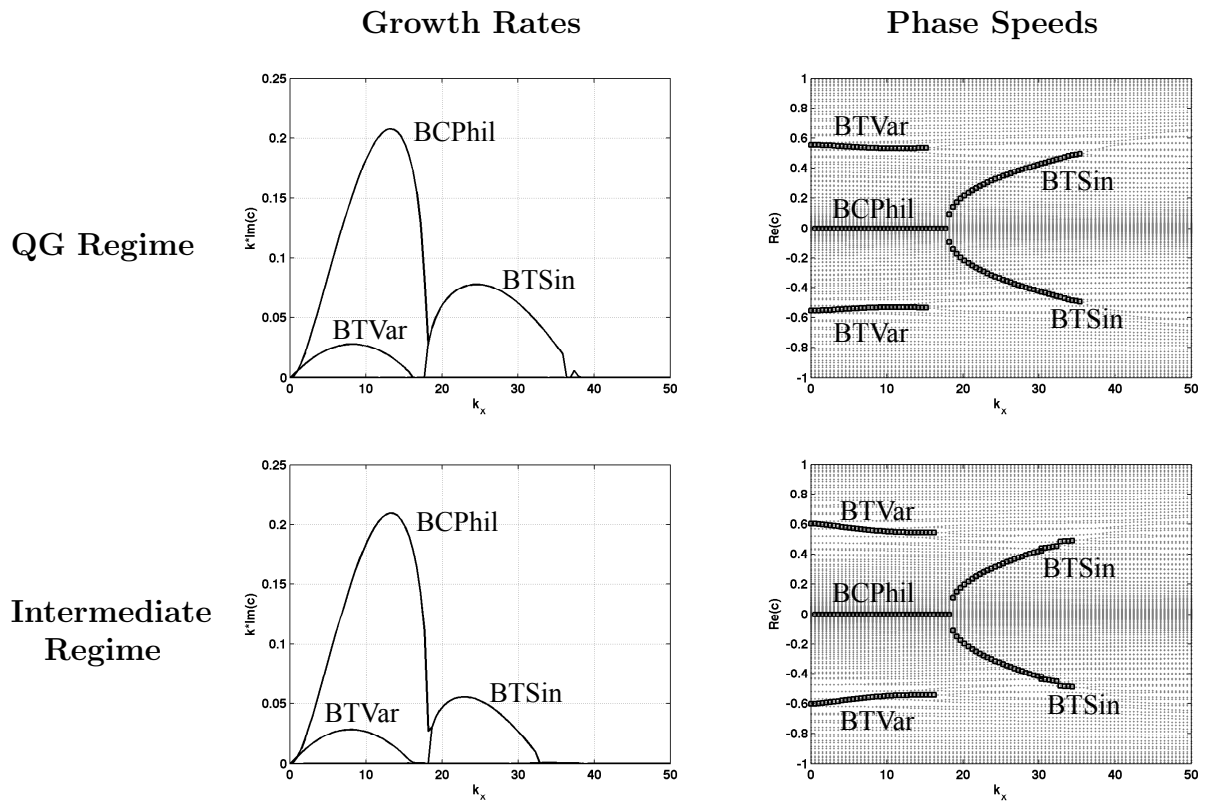 Growth Rates
Phase Speeds
QG Regime
0.25
0.2
0.15
0.1
0.05
0
k*Im(c)
BCPhil
BTSin
BTVar
0 10 20 30 40 50
k_x
1
0.8
0.6
0.4
0.2
0
-0.2
-0.4
-0.6
-0.8
-1
Re(c)
BTVar
BTSin
BCPhil
BTSin
BTVar
0 10 20 30 40 50
k_x
Intermediate
Regime
0.25
0.2
0.15
0.1
0.05
0
k*Im(c)
BCPhil
BTSin
BTVar
0 10 20 30 40 50
k_x
1
0.8
0.6
0.4
0.2
0
-0.2
-0.4
-0.6
-0.8
-1
Re(c)
BTVar
BTSin
BCPhil
BTSin
BTVar
0 10 20 30 40 50
k_x